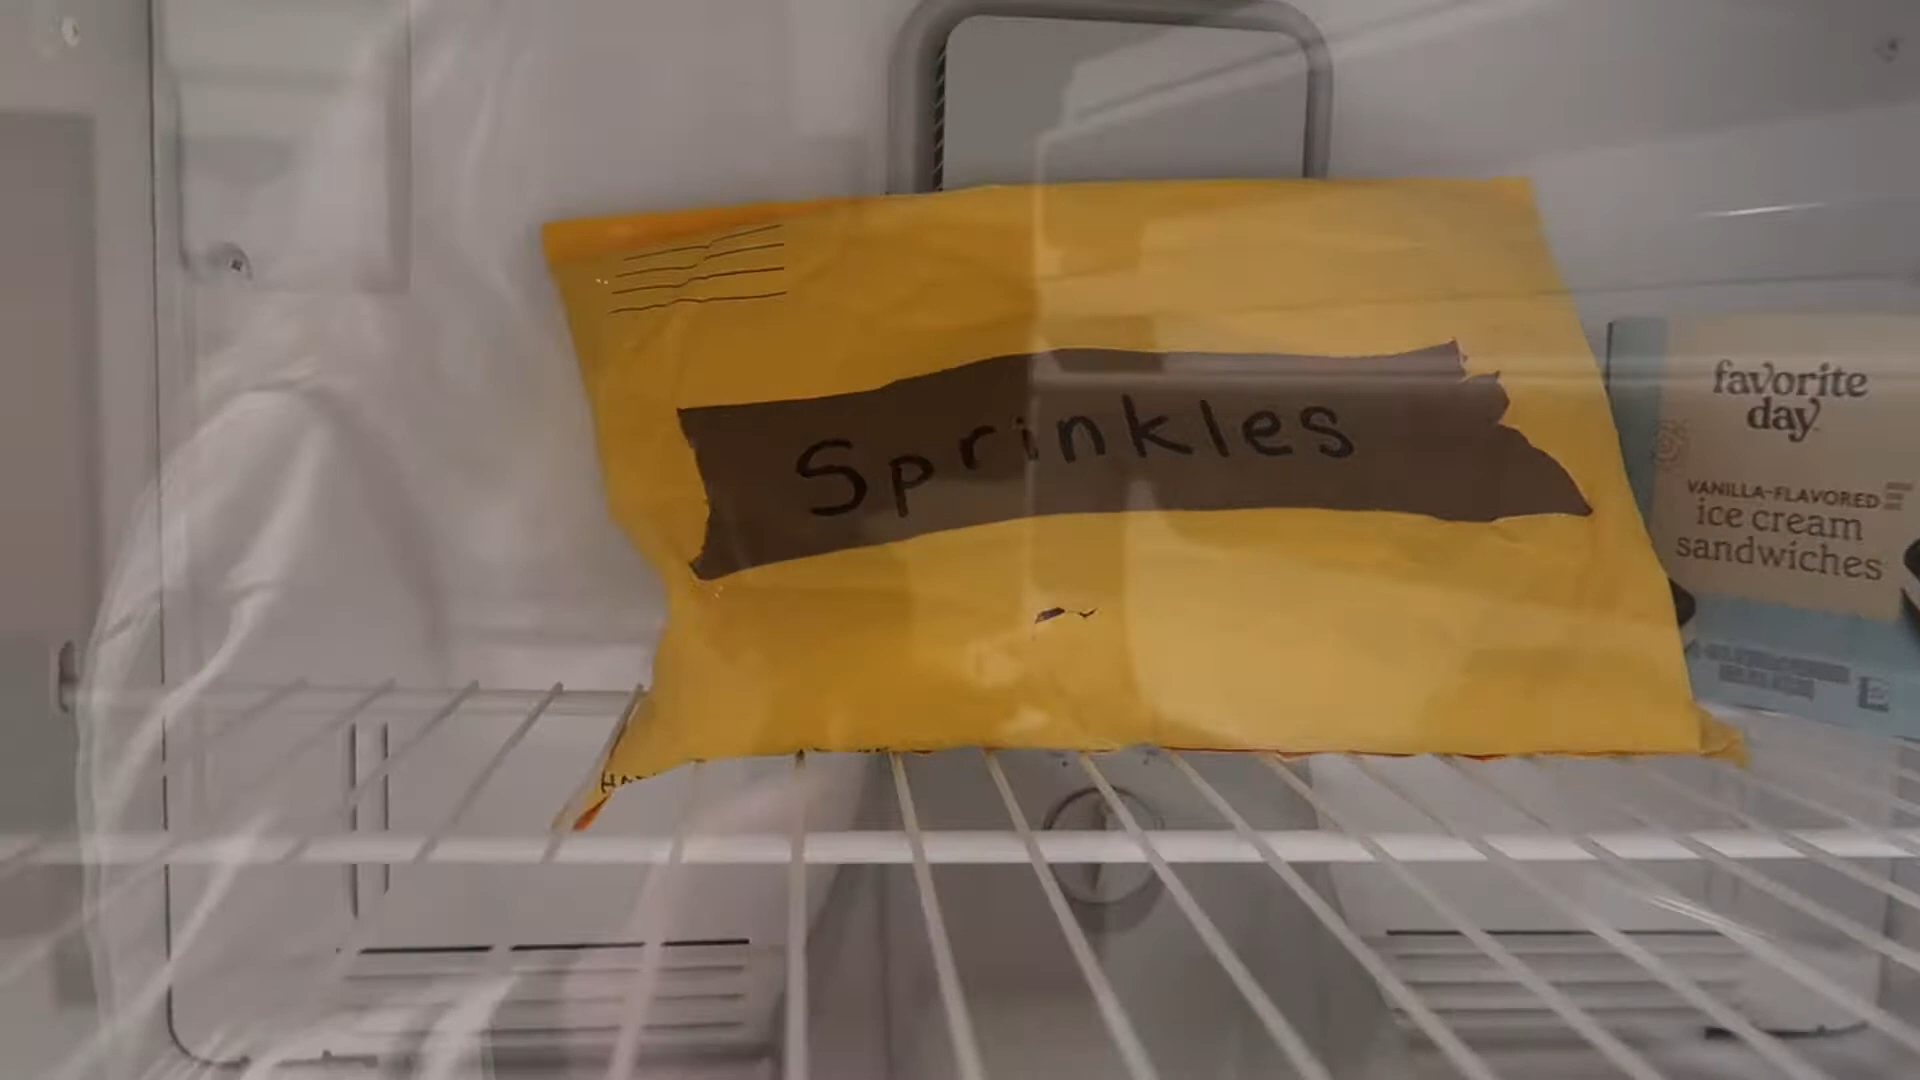 Sprinkles
favorite
day
VANILLA-FLAVORED
ice cream
sandwiches